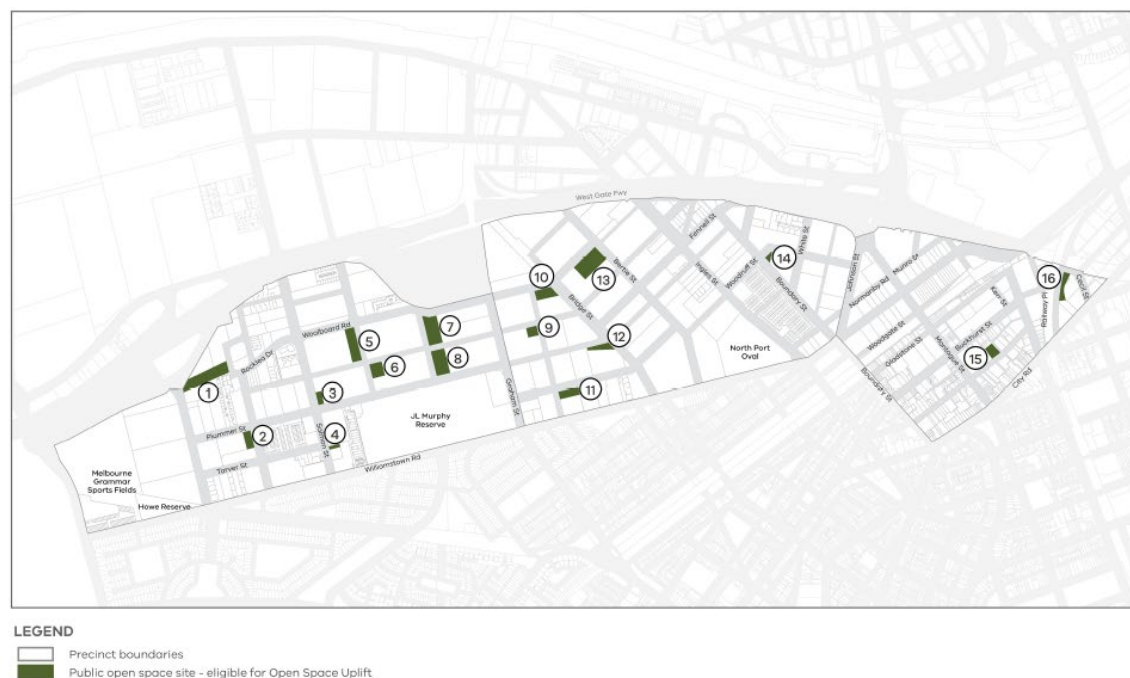 West Gate Fwy
Fennell St
White St
Bertie St
Ingles St
Woodruff St
Boundary St
Johnson St
Normanby Rd
Munro St
Cecil St
Railway Pl
Kerr St
Buckhurst St
Montague St
Woodgate St
Gladstone St
City Rd
Boundary St
Bridge St
North Port
Oval
Woolboard Rd
Rocklea Dr
Graham St
Plummer St
Salmon St
Tarver St
JL Murphy
Reserve
Williamstown Rd
Melbourne
Grammar
Sports Fields
Howe Reserve
1
2
3
4
5
6
7
8
9
10
11
12
13
14
15
16
LEGEND
Precinct boundaries
Public open space site - eligible for Open Space Uplift